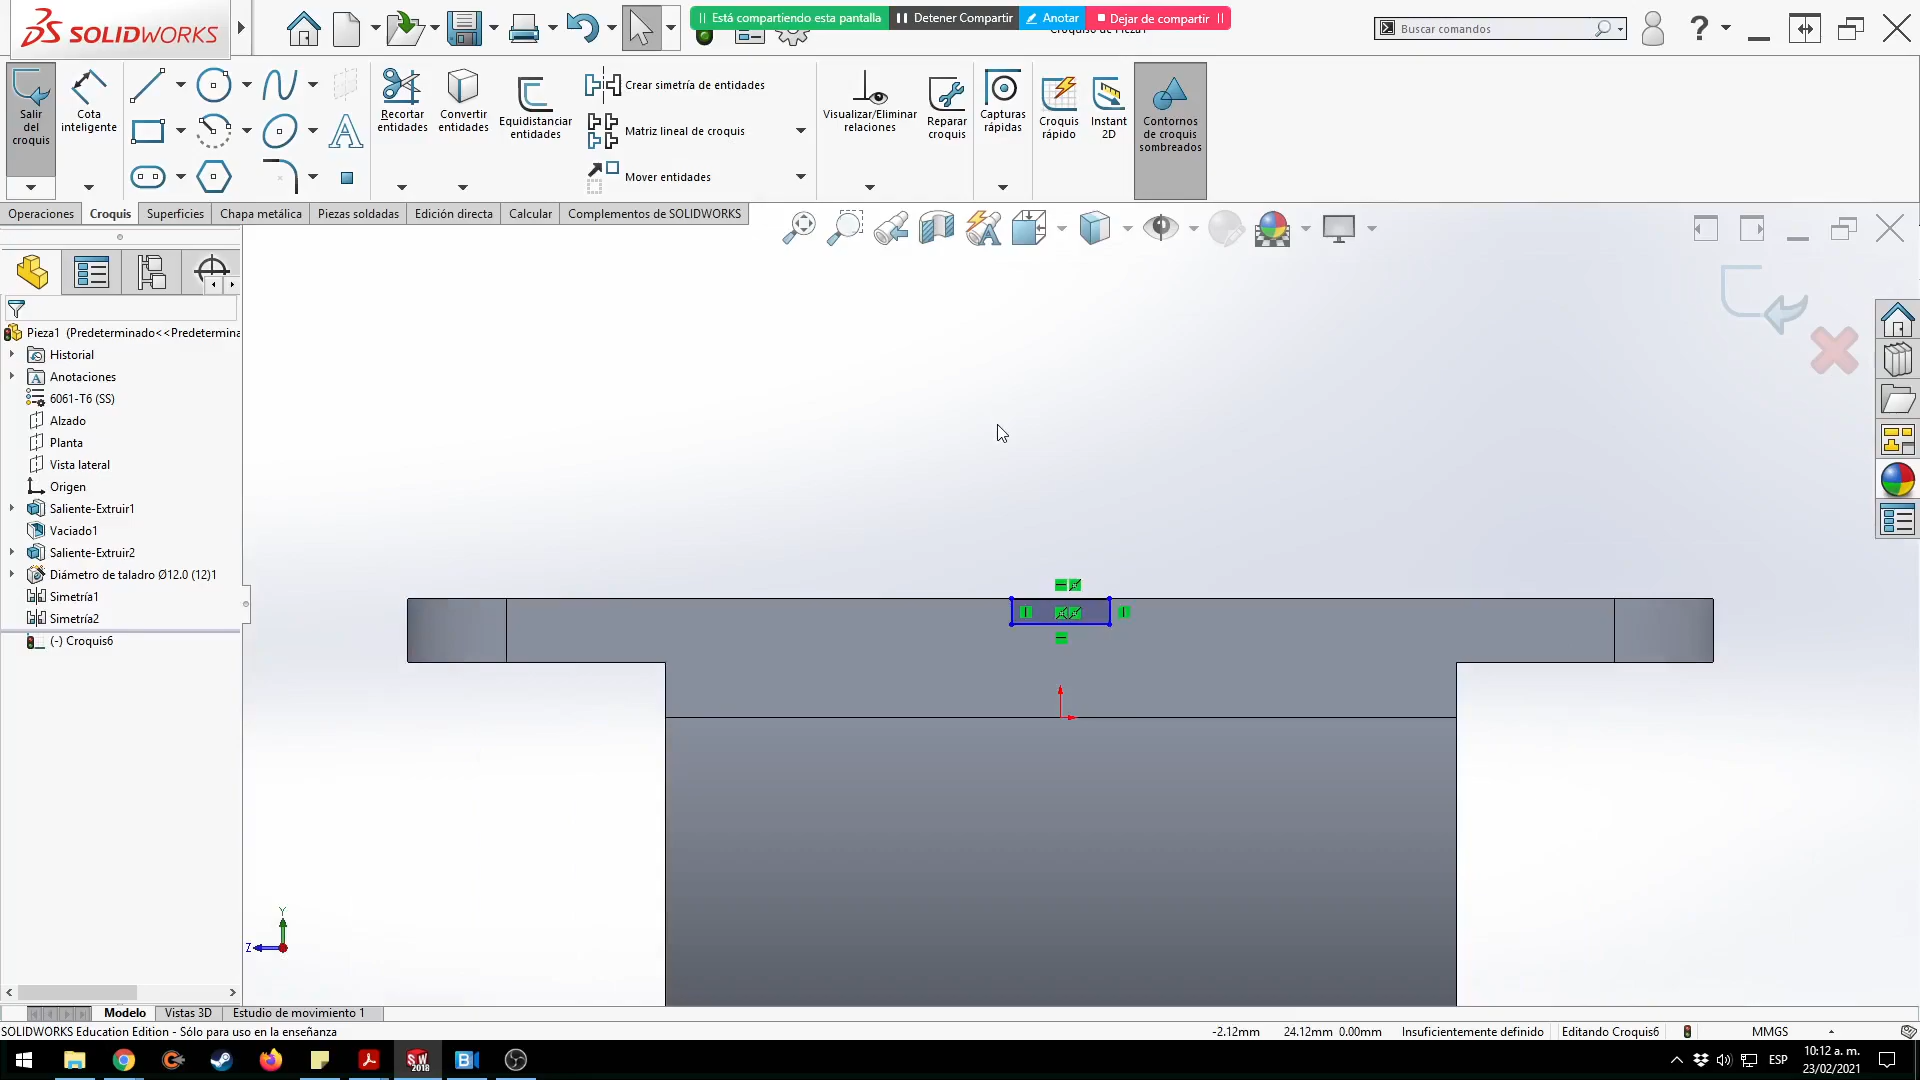 SOLIDWORKS
Está compartiendo esta pantalla
Detener Compartir
Anotar
Dejar de compartir
Buscar comandos
?
Salir del croquis
Cota inteligente
Recortar entidades
Convertir entidades
Equidistanciar entidades
Crear simetría de entidades
Matriz lineal de croquis
Mover entidades
Visualizar/Eliminar relaciones
Reparar croquis
Capturas rápidas
Croquis rápido
Instant 2D
Contornos de croquis sombreados
Operaciones
Croquis
Superficies
Chapa metálica
Piezas soldadas
Edición directa
Calcular
Complementos de SOLIDWORKS
Pieza1 (Predeterminado<<Predetermina
Historial
Anotaciones
6061-T6 (SS)
Alzado
Planta
Vista lateral
Origen
Saliente-Extruir1
Vaciado1
Saliente-Extruir2
Diámetro de taladro Ø12.0 (12)1
Simetría1
Simetría2
(-) Croquis6
Y
Z
Modelo
Vistas 3D
Estudio de movimiento 1
SOLIDWORKS Education Edition - Sólo para uso en la enseñanza
-2.12mm
24.12mm 0.00mm
Insuficientemente definido
Editando Croquis6
MMGS
SW 2018
ESP
10:12 a. m.
23/02/2021